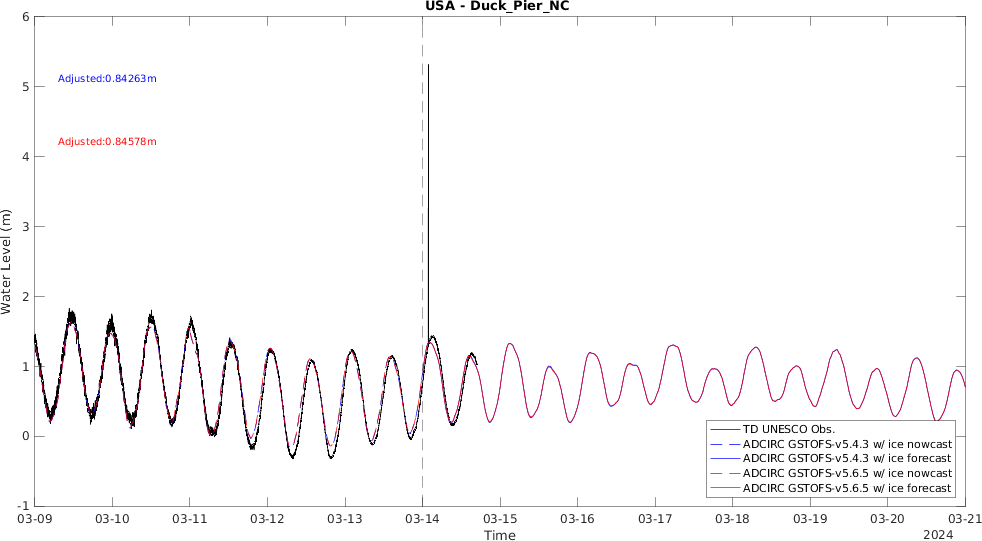 USA - Duck_Pier_NC
6
5
4
3
2
1
0
-1
Water Level (m)
Adjusted:0.84263m
Adjusted:0.84578m
TD UNESCO Obs.
ADCIRC GSTOFS-v5.4.3 w/ ice nowcast
ADCIRC GSTOFS-v5.4.3 w/ ice forecast
ADCIRC GSTOFS-v5.6.5 w/ ice nowcast
ADCIRC GSTOFS-v5.6.5 w/ ice forecast
03-09 03-10 03-11 03-12 03-13 03-14 03-15 03-16 03-17 03-18 03-19 03-20 03-21
Time
2024